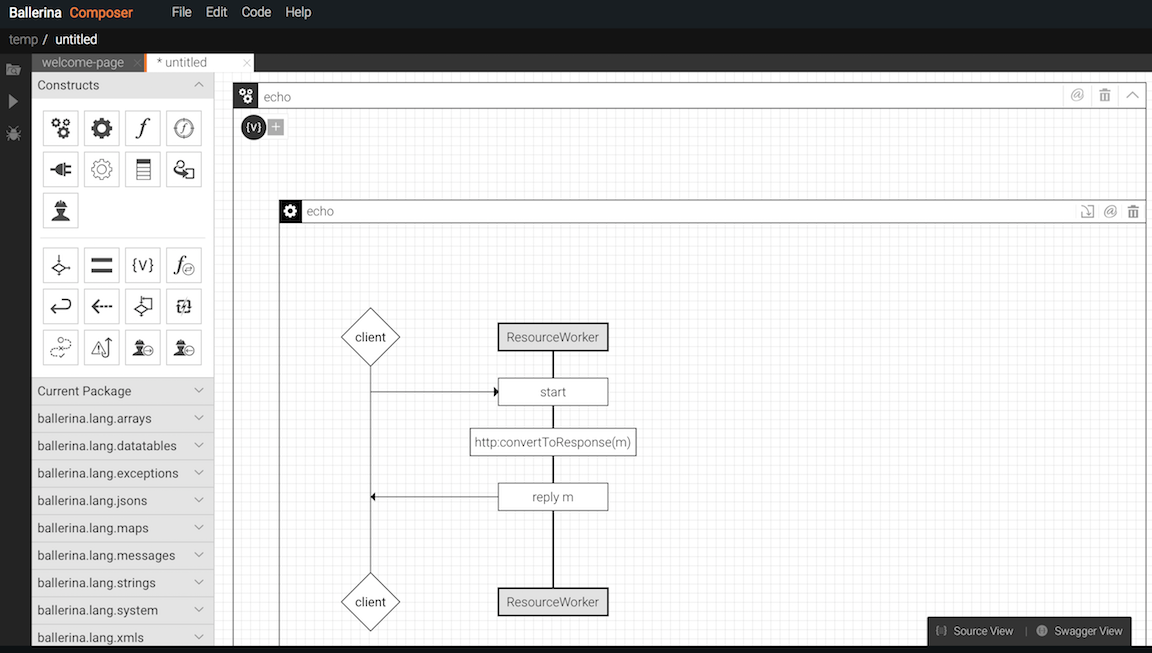 Ballerina Composer File Edit Code Help
temp / untitled
welcome-page * untitled
Constructs
echo
{V} +
echo
{V}
client
ResourceWorker
start
http:convertToResponse(m)
reply m
client
ResourceWorker
Current Package
ballerina.lang.arrays
ballerina.lang.datatables
ballerina.lang.exceptions
ballerina.lang.jsons
ballerina.lang.maps
ballerina.lang.messages
ballerina.lang.strings
ballerina.lang.system
ballerina.lang.xmls
Source View | Swagger View